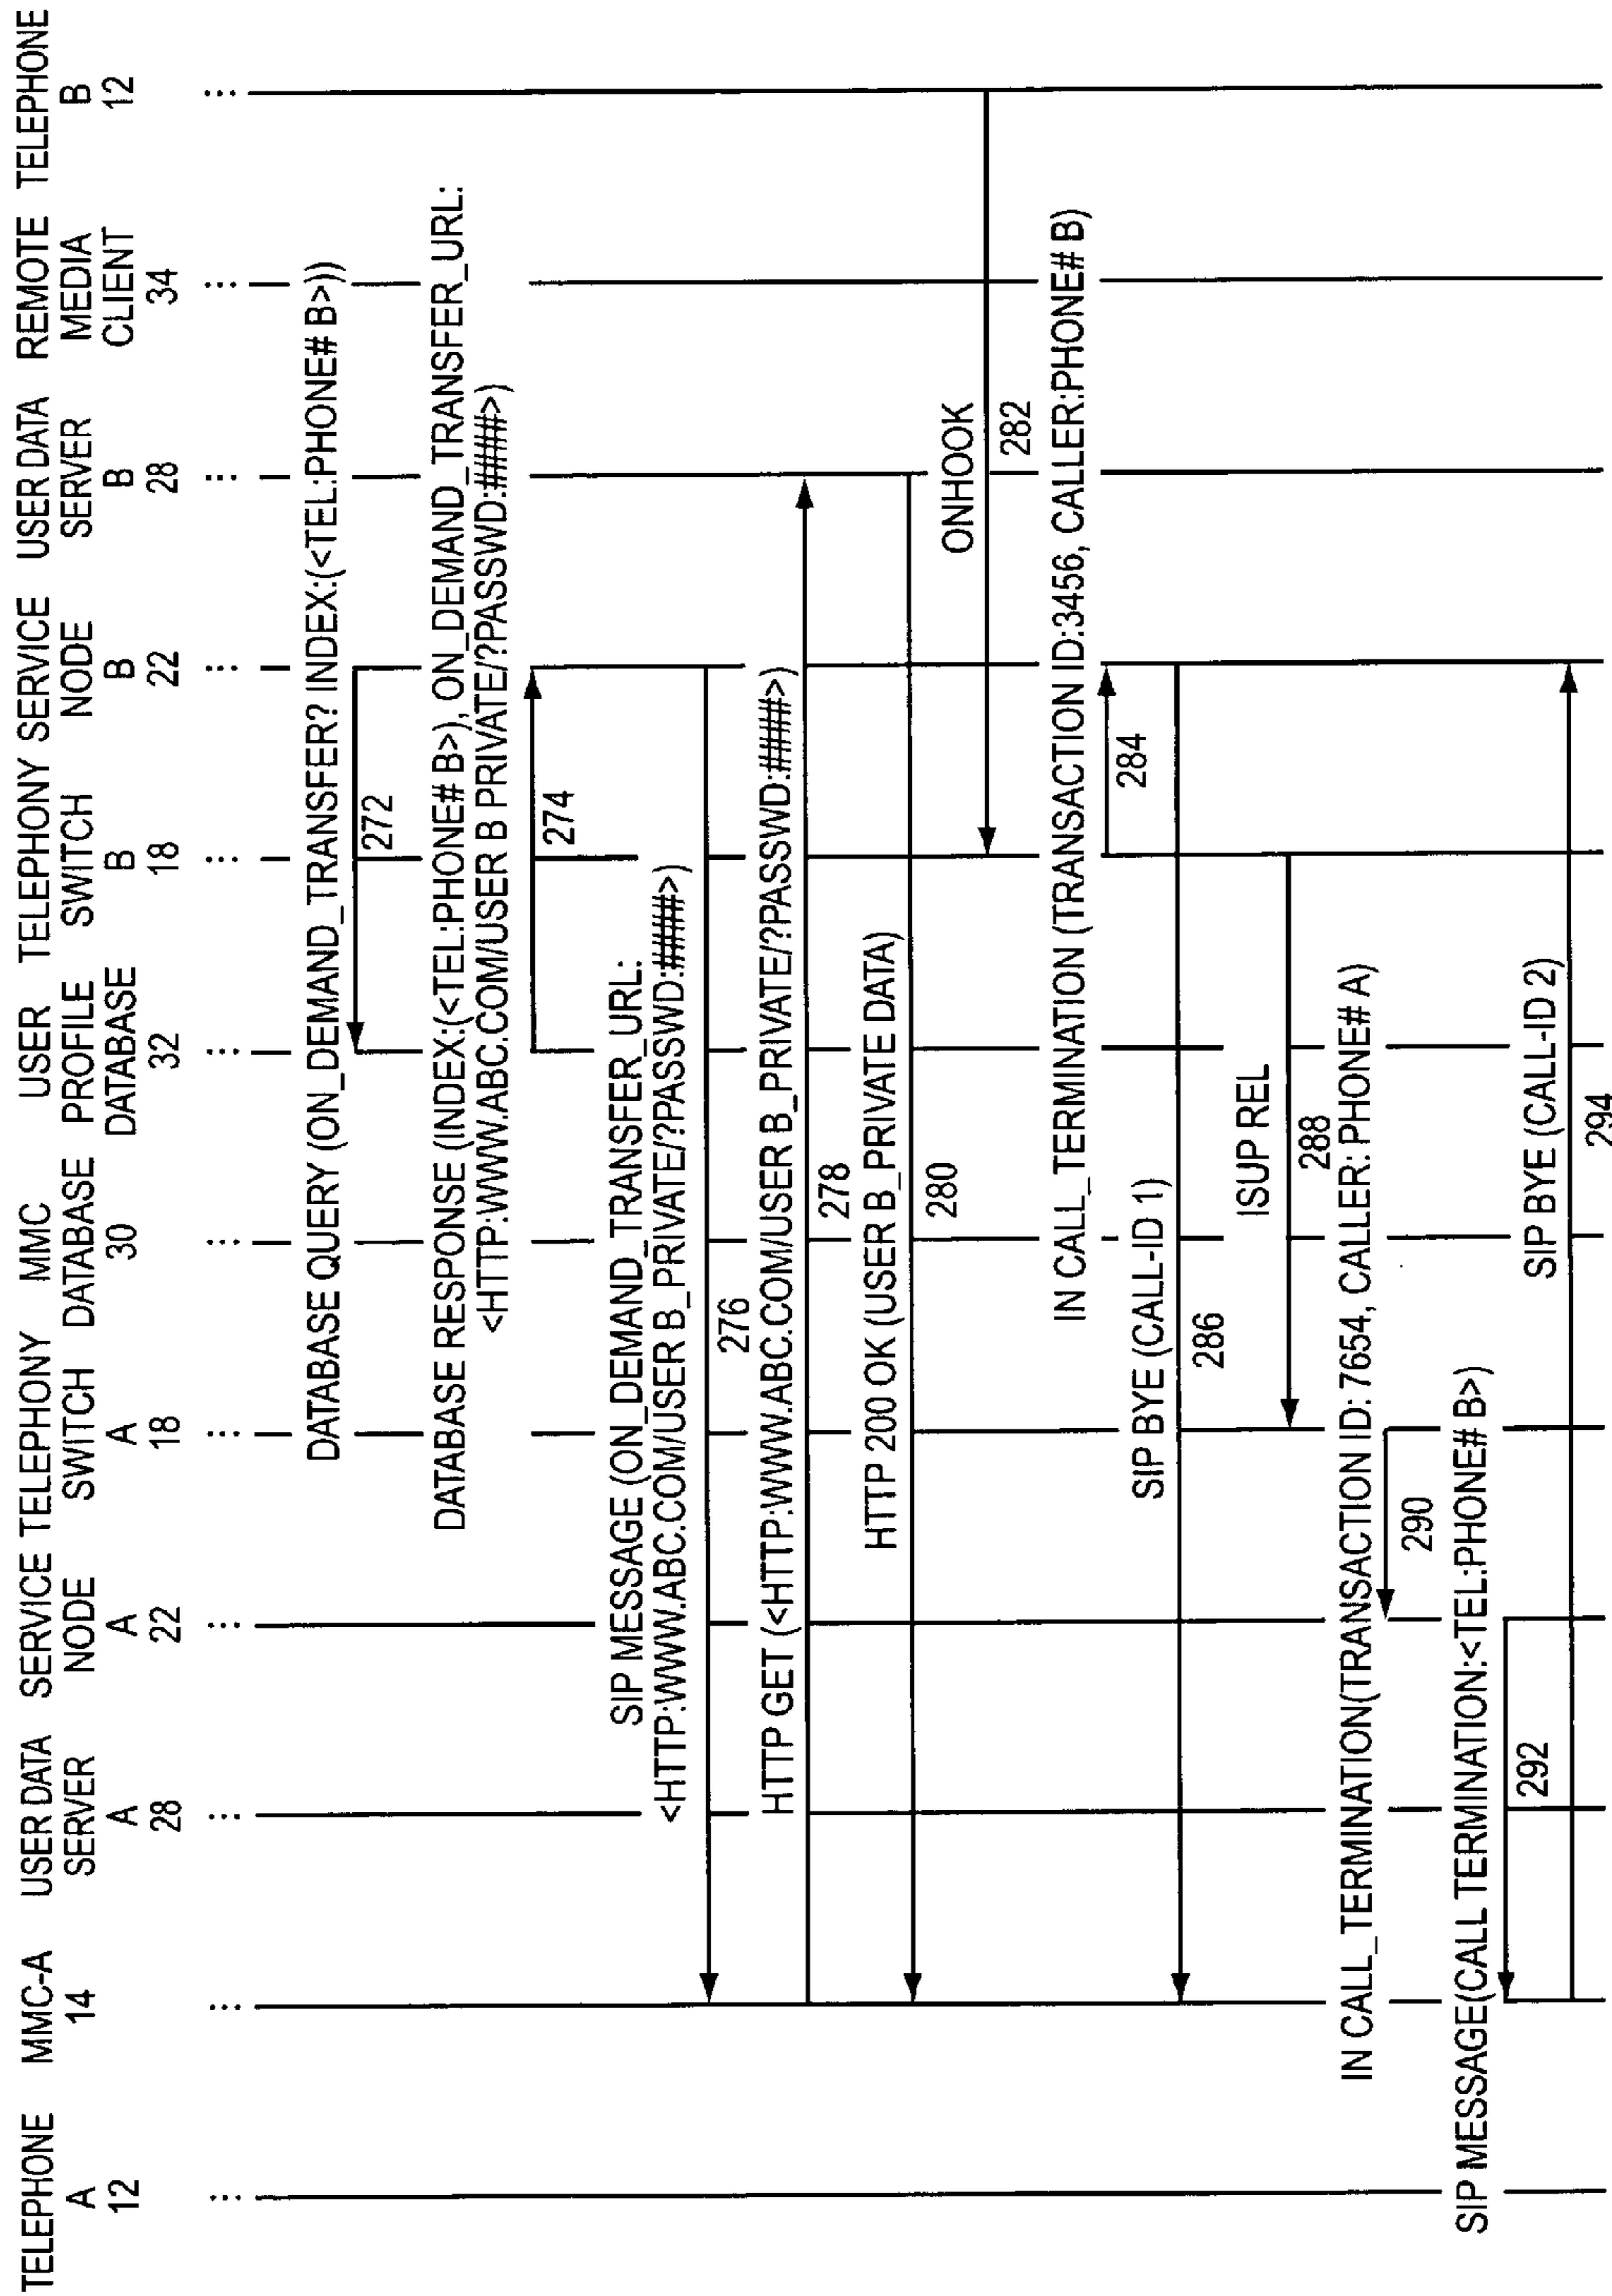 TELEPHONE
A
12
MMC-A
14
USER DATA
SERVER
A
28
SERVICE
NODE
A
22
TELEPHONY
SWITCH
A
18
MMC
DATABASE
30
USER
PROFILE
DATABASE
32
TELEPHONY
SWITCH
B
18
SERVICE
NODE
B
22
USER DATA
SERVER
B
28
REMOTE
MEDIA
CLIENT
34
TELEPHONE
B
12
DATABASE QUERY (ON_DEMAND_TRANSFER? INDEX:(<TEL:PHONE# B>))
272
DATABASE RESPONSE (INDEX:(<TEL:PHONE# B>), ON_DEMAND_TRANSFER_URL:
<HTTP:WWW.ABC.COM/USER B PRIVATE/?PASSWD:####>)
274
SIP MESSAGE (ON_DEMAND_TRANSFER_URL:
<HTTP:WWW.ABC.COM/USER B_PRIVATE/?PASSWD:####>)
276
HTTP GET (<HTTP:WWW.ABC.COM/USER B_PRIVATE/?PASSWD:####>)
278
HTTP 200 OK (USER B_PRIVATE DATA)
280
ONHOOK
282
IN CALL_TERMINATION (TRANSACTION ID:3456, CALLER:PHONE# B)
284
SIP BYE (CALL-ID 1)
286
ISUP REL
288
IN CALL_TERMINATION(TRANSACTION ID: 7654, CALLER: PHONE# A)
290
SIP MESSAGE(CALL TERMINATION:<TEL:PHONE# B>)
292
SIP BYE (CALL-ID 2)
294